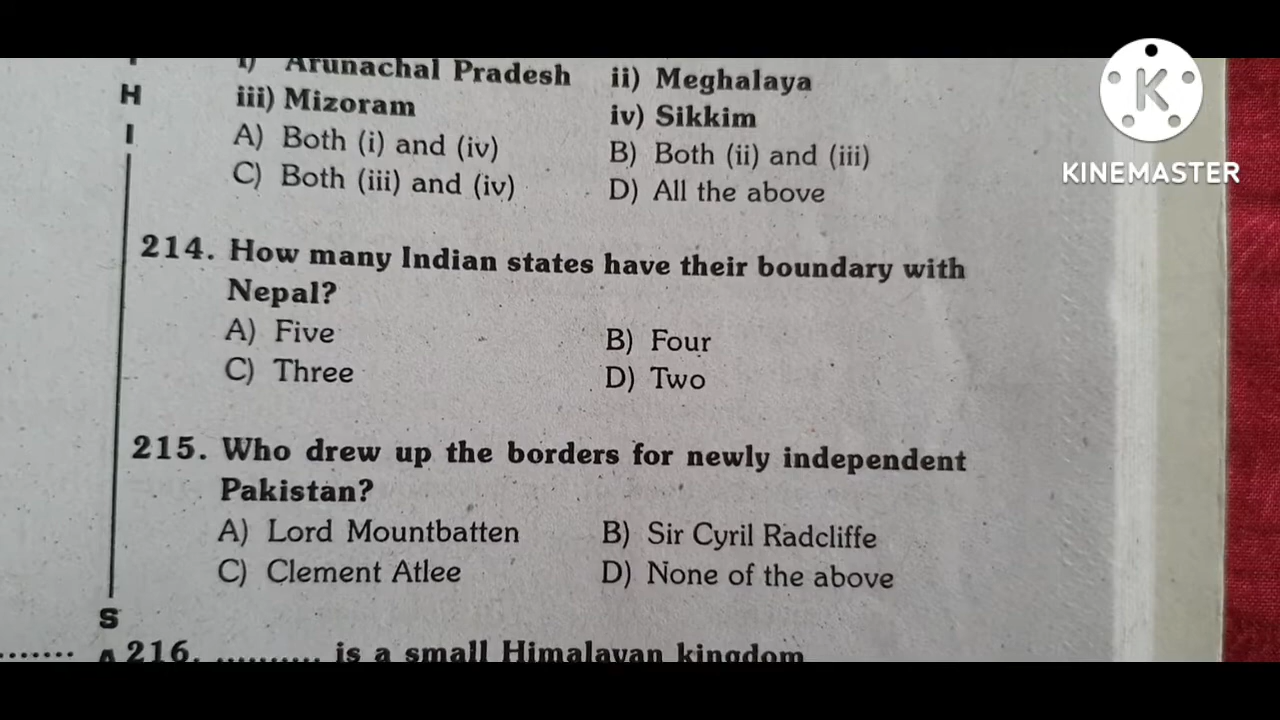 i) Arunachal Pradesh ii) Meghalaya
H
iii) Mizoram iv) Sikkim
I
A) Both (i) and (iv) B) Both (ii) and (iii)
C) Both (iii) and (iv) D) All the above
K
KINEMASTER
214. How many Indian states have their boundary with
Nepal?
A) Five B) Four
C) Three D) Two
215. Who drew up the borders for newly independent
Pakistan?
A) Lord Mountbatten B) Sir Cyril Radcliffe
C) Clement Atlee D) None of the above
S
....... A 216. .......... is a small Himalayan kingdom